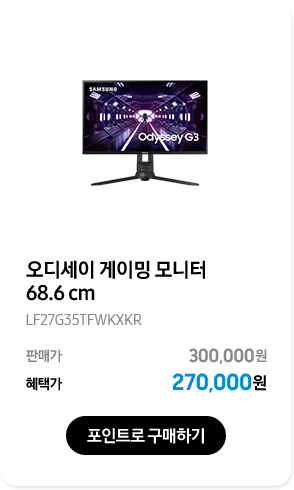 SAMSUNG
Odyssey G3
오디세이 게이밍 모니터
68.6 cm
LF27G35TFWKXKR
판매가 300,000원
혜택가 270,000원
포인트로 구매하기